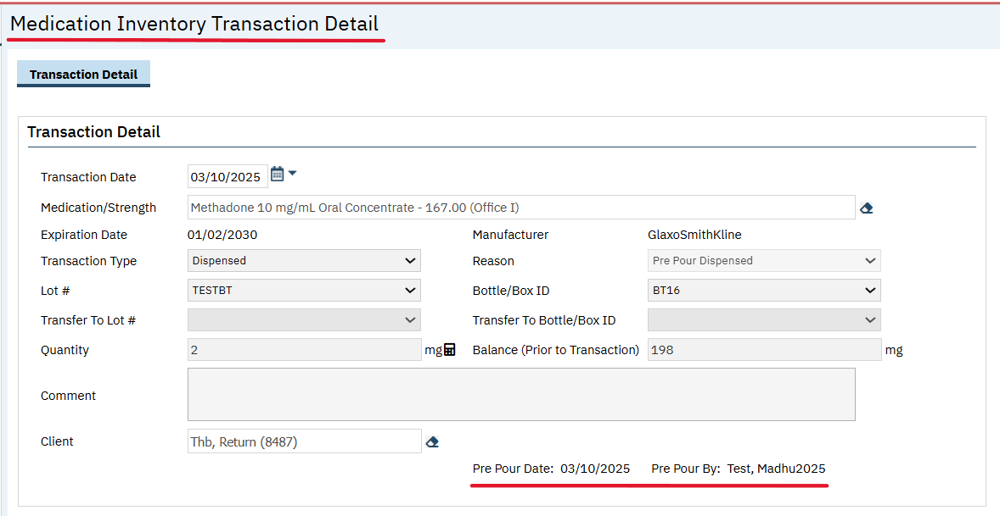 Medication Inventory Transaction Detail
Transaction Detail
Transaction Detail
Transaction Date 03/10/2025
Medication/Strength Methadone 10 mg/mL Oral Concentrate - 167.00 (Office I)
Expiration Date 01/02/2030 Manufacturer GlaxoSmithKline
Transaction Type Dispensed Reason Pre Pour Dispensed
Lot # TESTBT Bottle/Box ID BT16
Transfer To Lot # Transfer To Bottle/Box ID
Quantity 2 mg Balance (Prior to Transaction) 198 mg
Comment
Client Thb, Return (8487)
Pre Pour Date: 03/10/2025 Pre Pour By: Test, Madhu2025